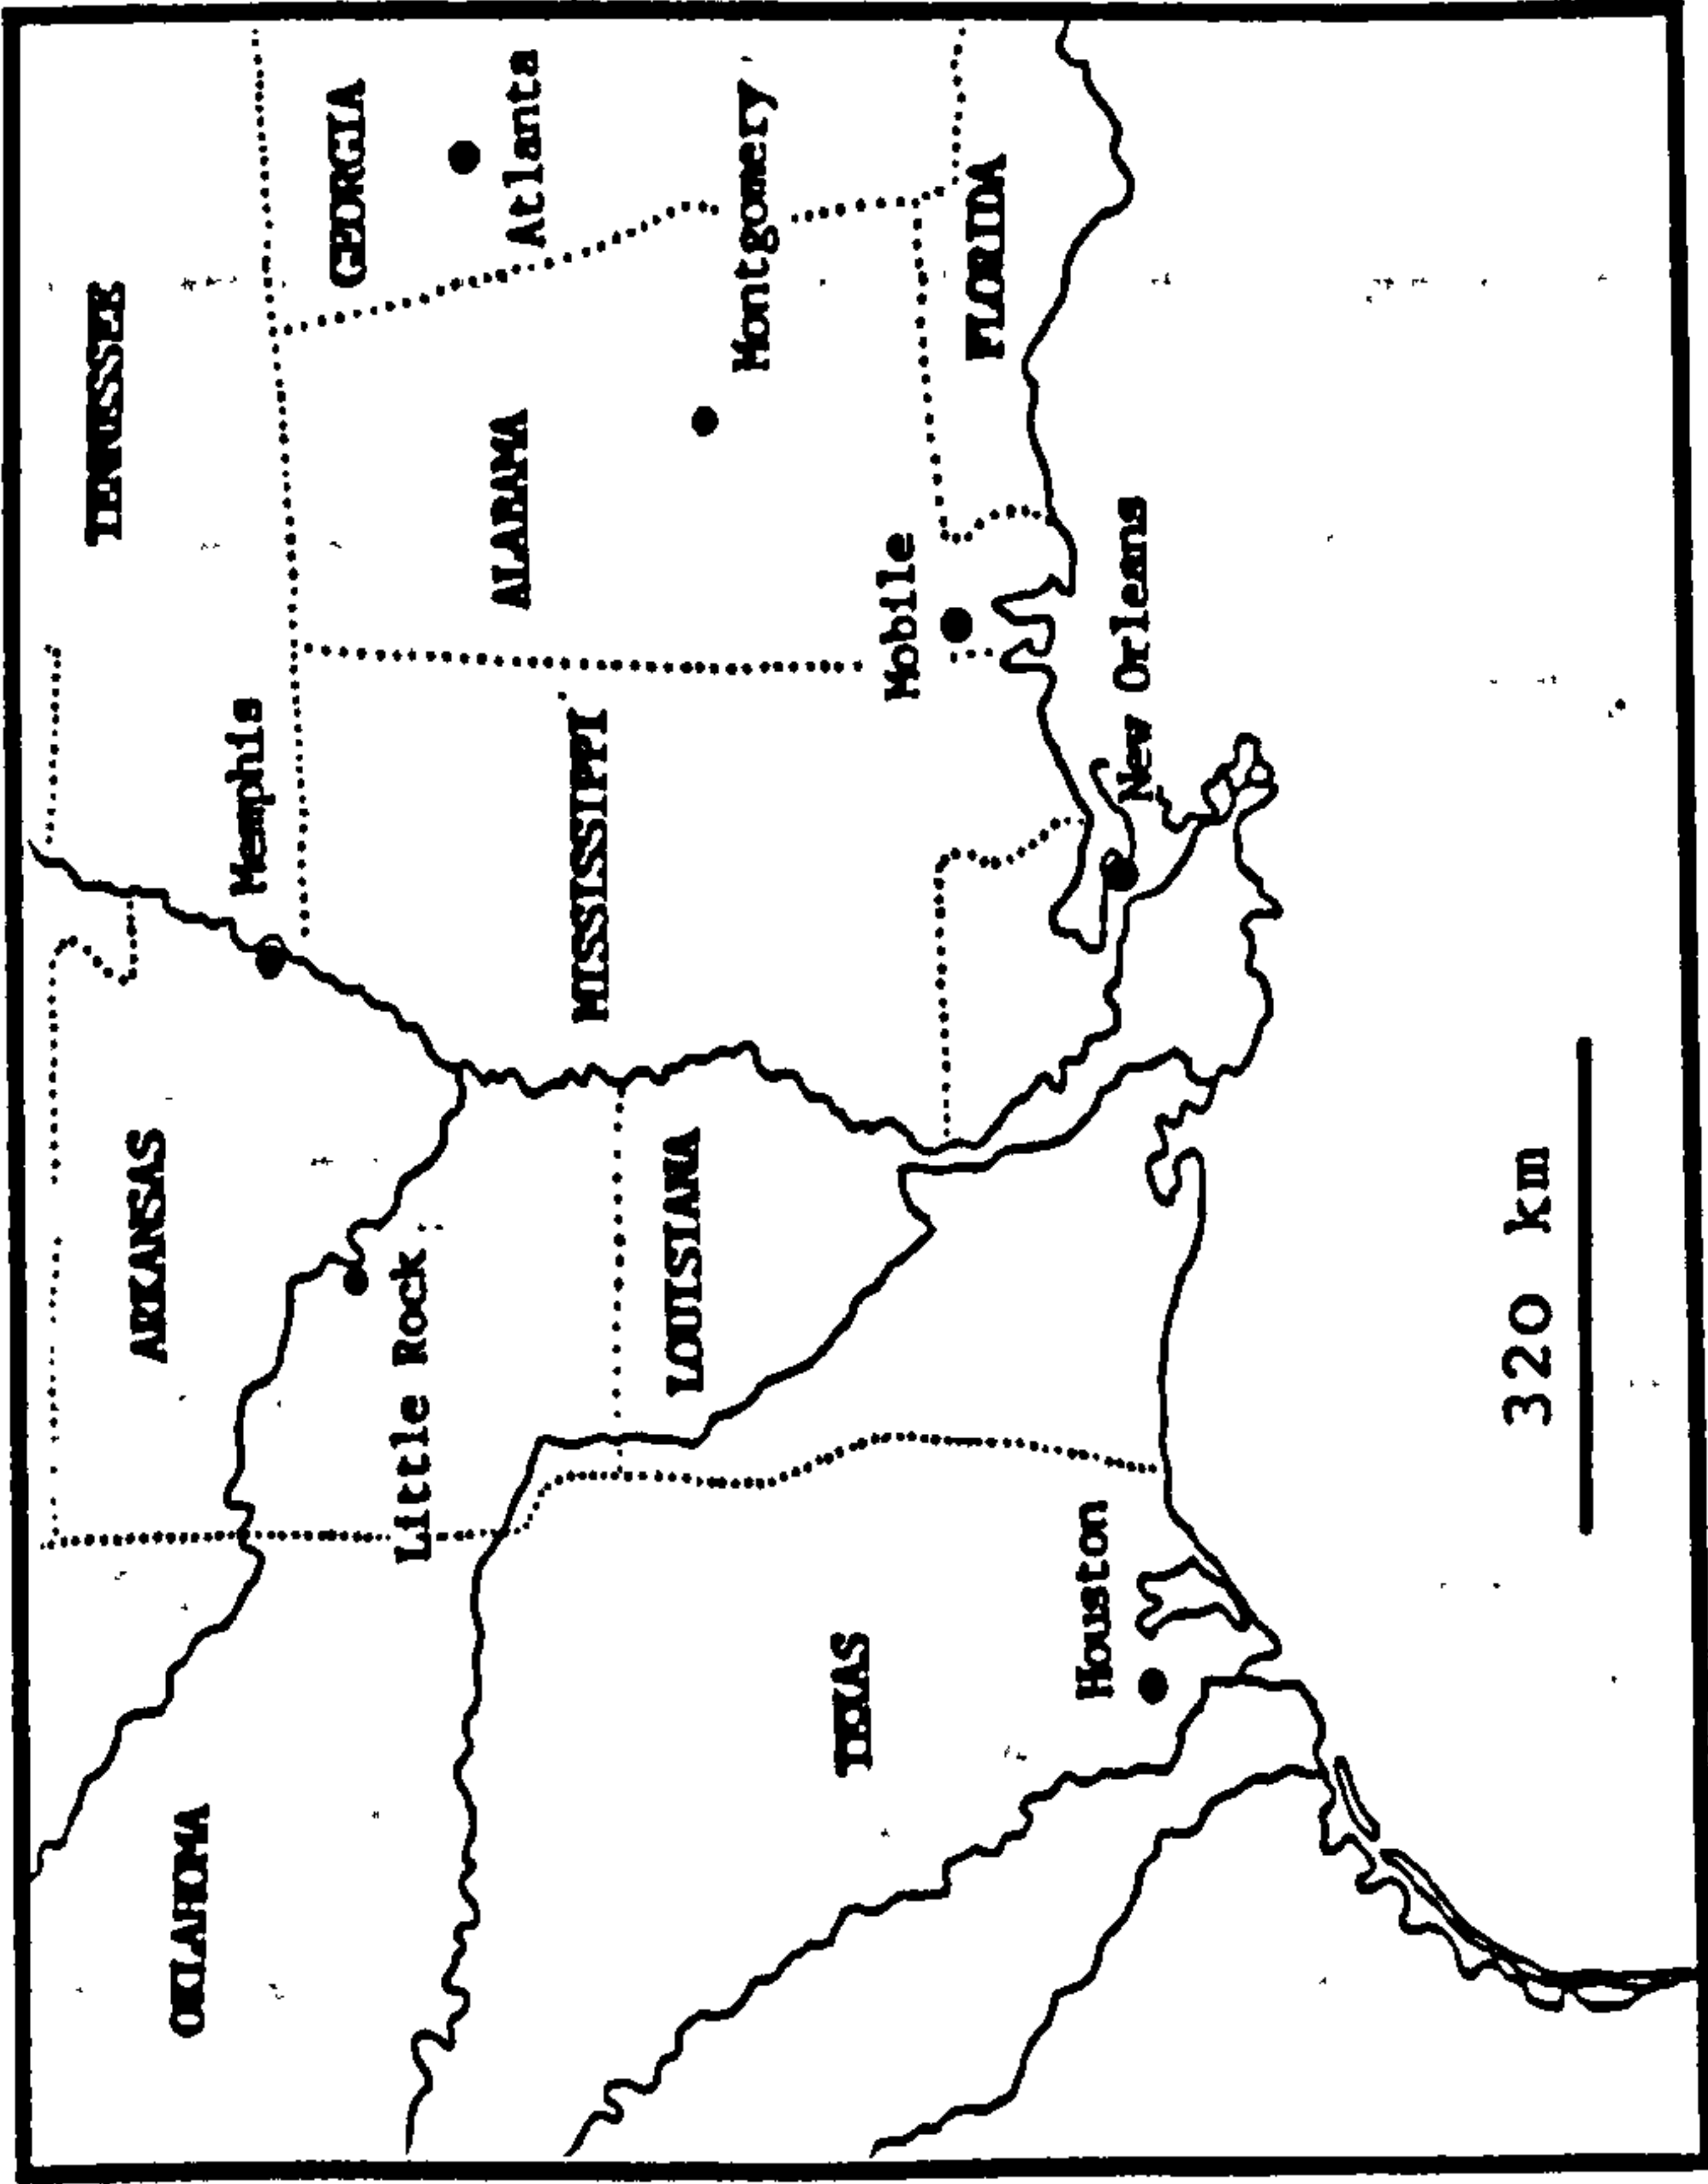 TENNESSEE
ARKANSAS
OKLAHOMA
Memphis
GEORGIA
Little Rock
ALABAMA
Atlanta
MISSISSIPPI
LOUISIANA
Montgomery
TEXAS
Mobile
FLORIDA
Houston
New Orleans
320 km